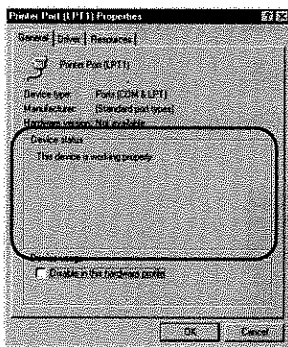 Printer Port (LPT1) Properties
General Driver Resources
Printer Port (LPT1)
Device type: Ports (COM & LPT)
Manufacturer: (Standard port types)
Hardware version: Not available
Device status
This device is working properly.
Disable in this hardware profile
OK Cancel